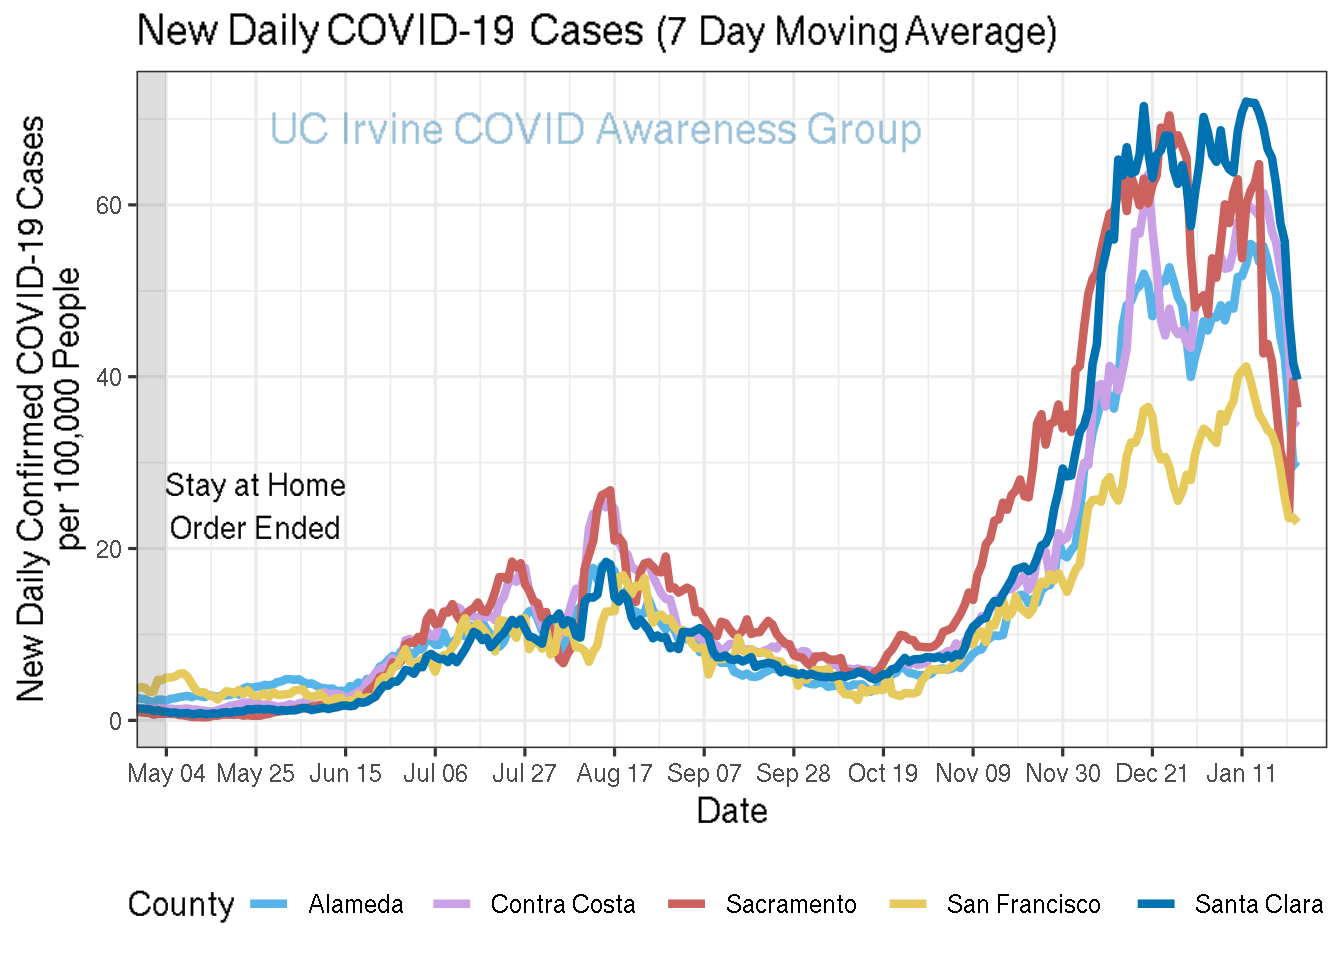 New Daily COVID-19 Cases (7 Day Moving Average)
UC Irvine COVID Awareness Group
New Daily Confirmed COVID-19 Cases
per 100,000 People
60
40
20
0
Stay at Home
Order Ended
May 04 May 25 Jun 15 Jul 06 Jul 27 Aug 17 Sep 07 Sep 28 Oct 19 Nov 09 Nov 30 Dec 21 Jan 11
Date
County Alameda Contra Costa Sacramento San Francisco Santa Clara